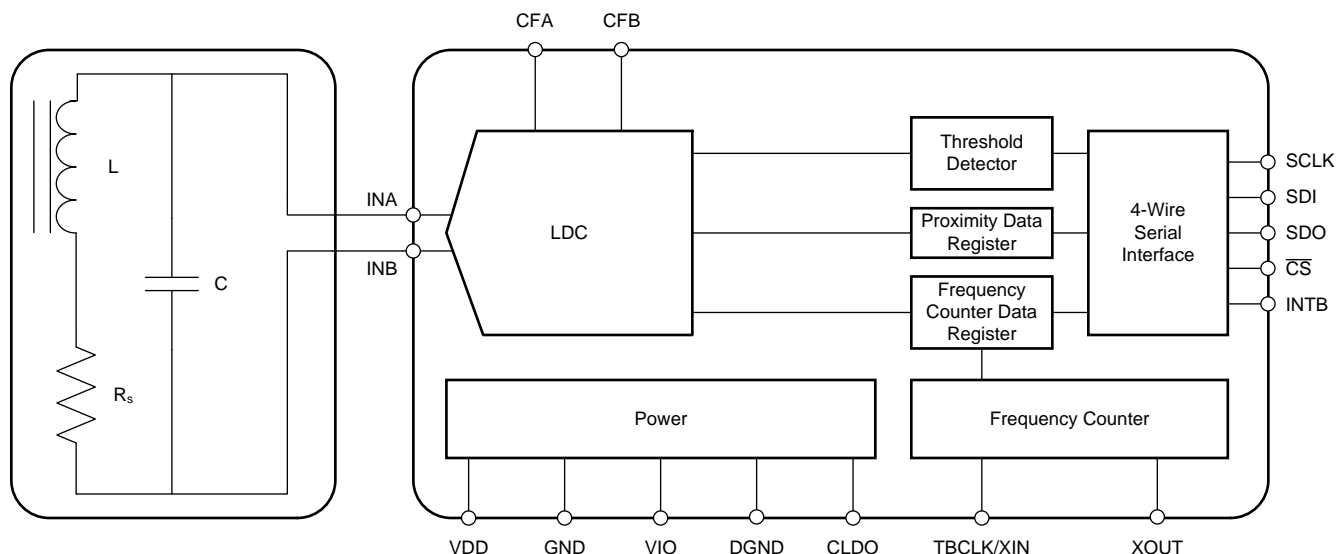 CFA
CFB
L
C
Rs
INA
INB
LDC
Threshold
Detector
Proximity Data
Register
Frequency
Counter Data
Register
4-Wire
Serial
Interface
SCLK
SDI
SDO
C̅S̅
INTB
Power
Frequency Counter
VDD
GND
VIO
DGND
CLDO
TBCLK/XIN
XOUT